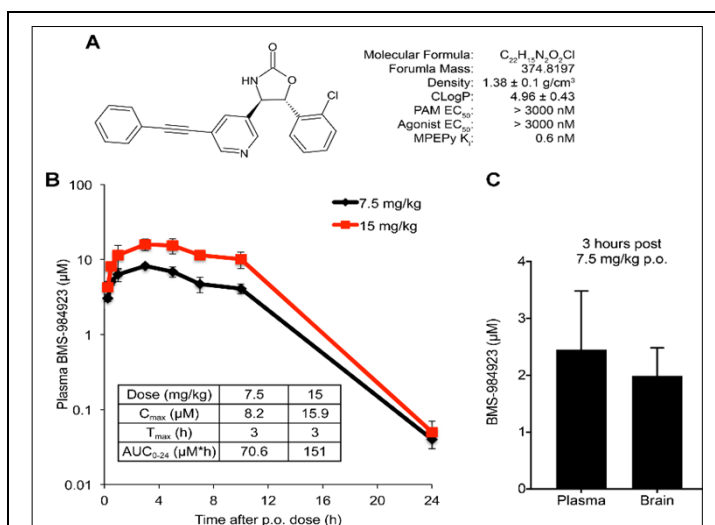 A
O
HN
O
Cl
N
Molecular Formula: C₂₂H₁₅N₂O₂Cl
Forumla Mass: 374.8197
Density: 1.38 ± 0.1 g/cm³
CLogP: 4.96 ± 0.43
PAM EC₅₀: > 3000 nM
Agonist EC₅₀: > 3000 nM
MPEPy Kᵢ: 0.6 nM
B
Plasma BMS-984923 (µM)
100
10
1
0.1
0.01
7.5 mg/kg
15 mg/kg
Dose (mg/kg) 7.5 15
Cmax (µM) 8.2 15.9
Tmax (h) 3 3
AUC0-24 (µM*h) 70.6 151
0 4 8 12 16 20 24
Time after p.o. dose (h)
C
3 hours post
7.5 mg/kg p.o.
BMS-984923 (µM)
4
3
2
1
0
Plasma Brain